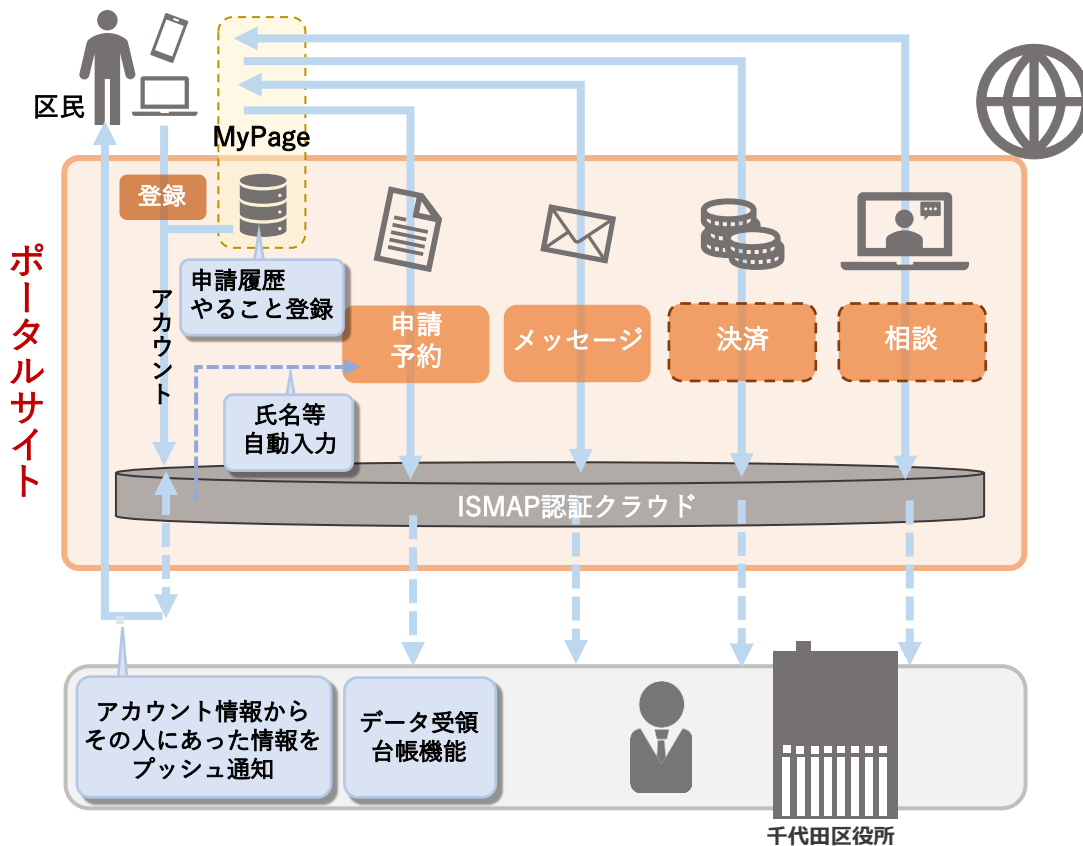 区民
MyPage
登録
ポータルサイト
アカウント
申請履歴
やること登録
申請
予約
メッセージ
決済
相談
氏名等
自動入力
ISMAP認証クラウド
アカウント情報から
その人にあった情報を
プッシュ通知
データ受領
台帳機能
千代田区役所